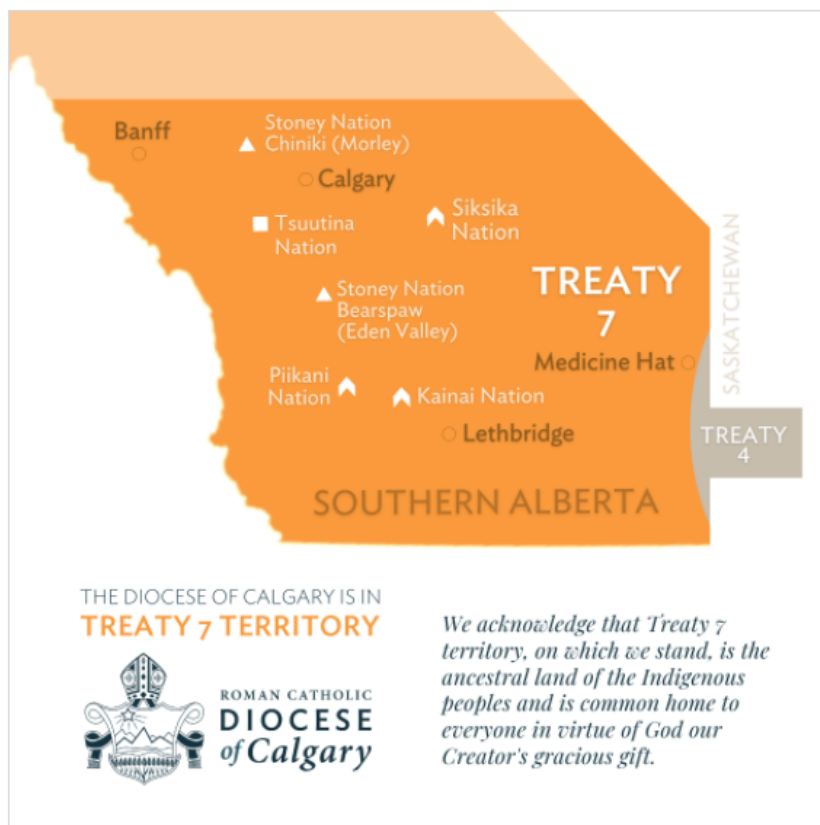 Banff
Stoney Nation
Chiniki (Morley)
Calgary
Tsuutina
Nation
Siksika
Nation
Stoney Nation
Bearspaw
(Eden Valley)
TREATY
7
SASKATCHEWAN
Medicine Hat
Piikani
Nation
Kainai Nation
Lethbridge
TREATY
4
SOUTHERN ALBERTA
THE DIOCESE OF CALGARY IS IN
TREATY 7 TERRITORY
ROMAN CATHOLIC
DIOCESE
of Calgary
We acknowledge that Treaty 7
territory, on which we stand, is the
ancestral land of the Indigenous
peoples and is common home to
everyone in virtue of God our
Creator's gracious gift.